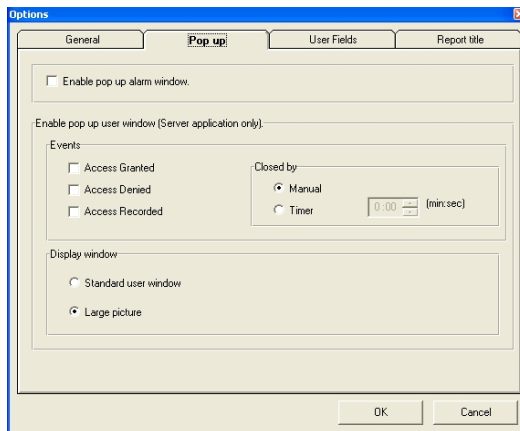 Options
General
Pop up
User Fields
Report title
Enable pop up alarm window.
Enable pop up user window (Server application only).
Events
Access Granted
Access Denied
Access Recorded
Closed by
Manual
Timer
0:00
(min:sec)
Display window
Standard user window
Large picture
OK
Cancel